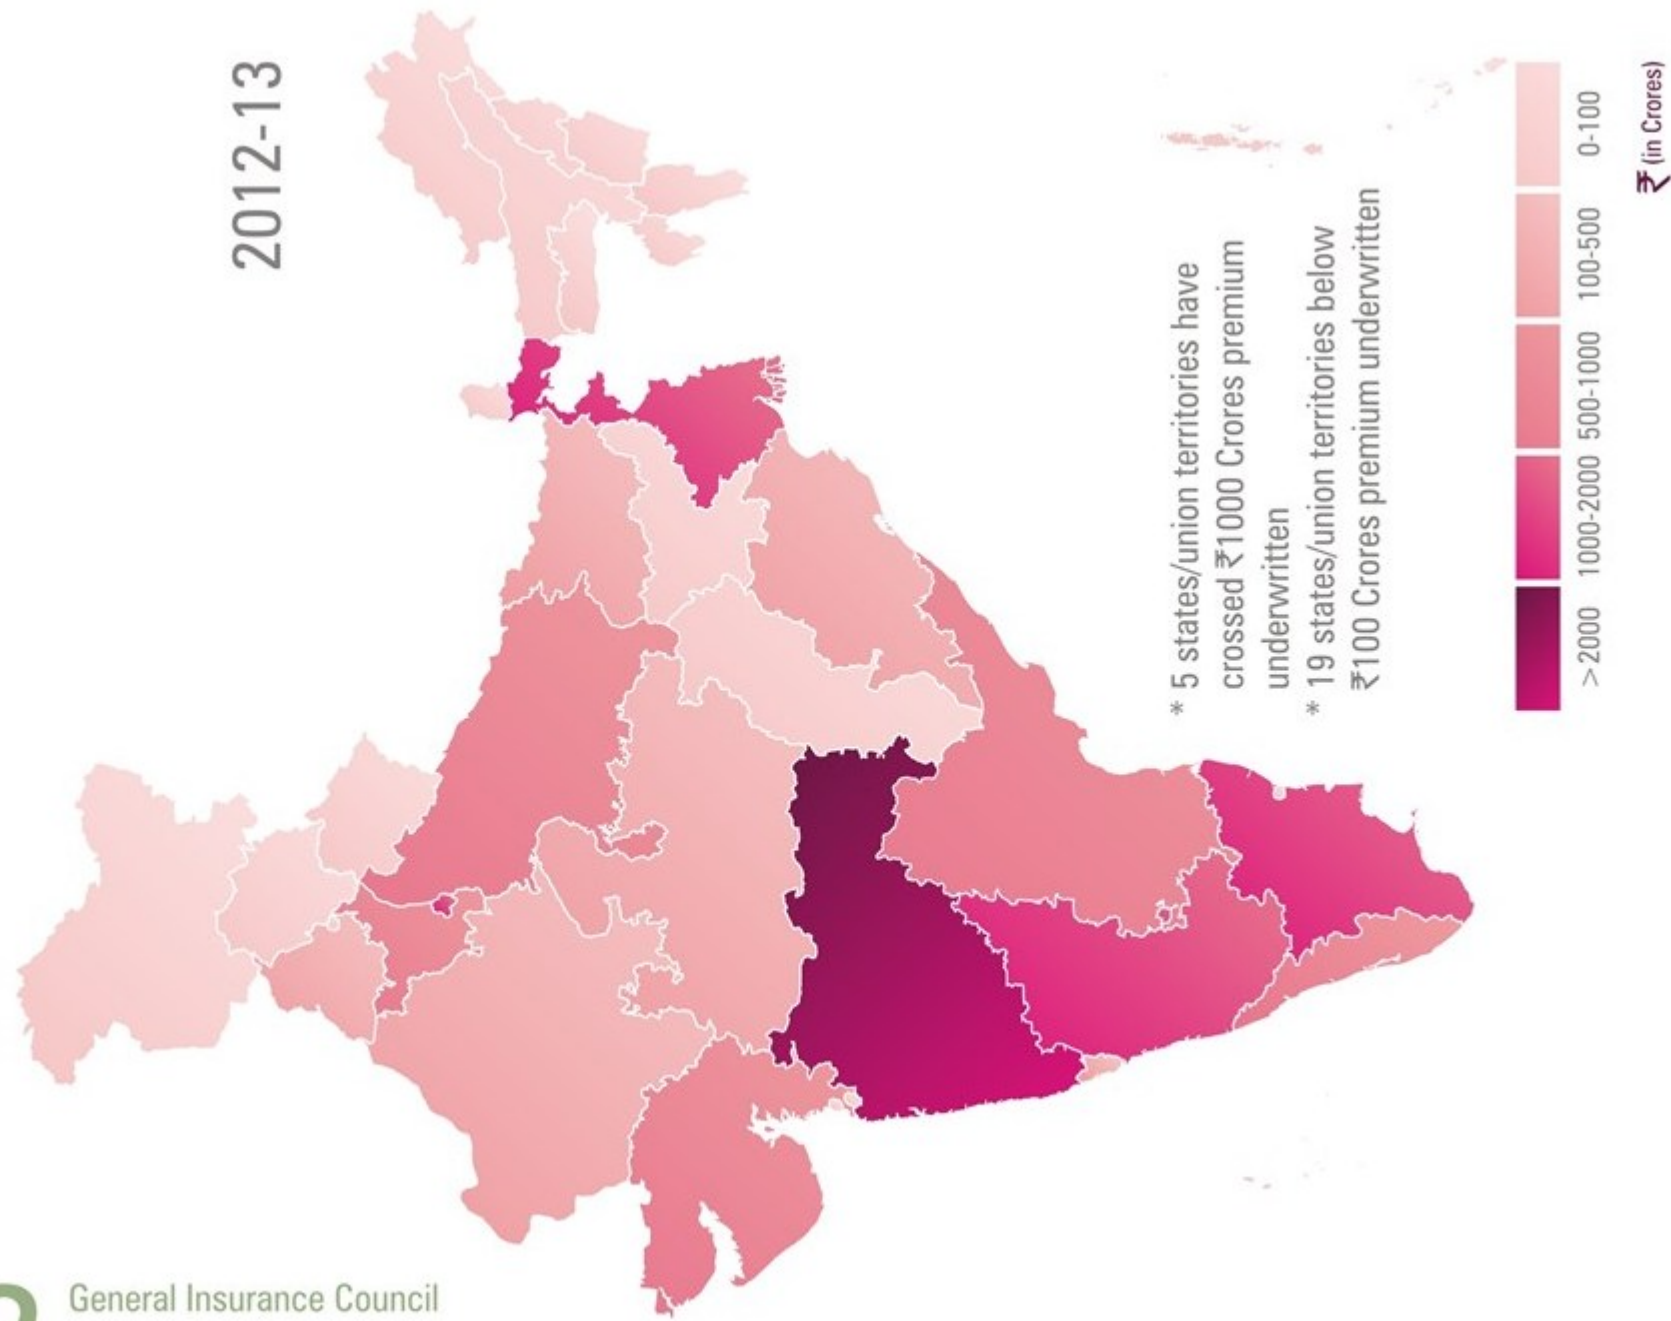 2012-13
* 5 states/union territories have
crossed ₹1000 Crores premium
underwritten
* 19 states/union territories below
₹100 Crores premium underwritten
>2000
1000-2000
500-1000
100-500
0-100
₹ (in Crores)
General Insurance Council